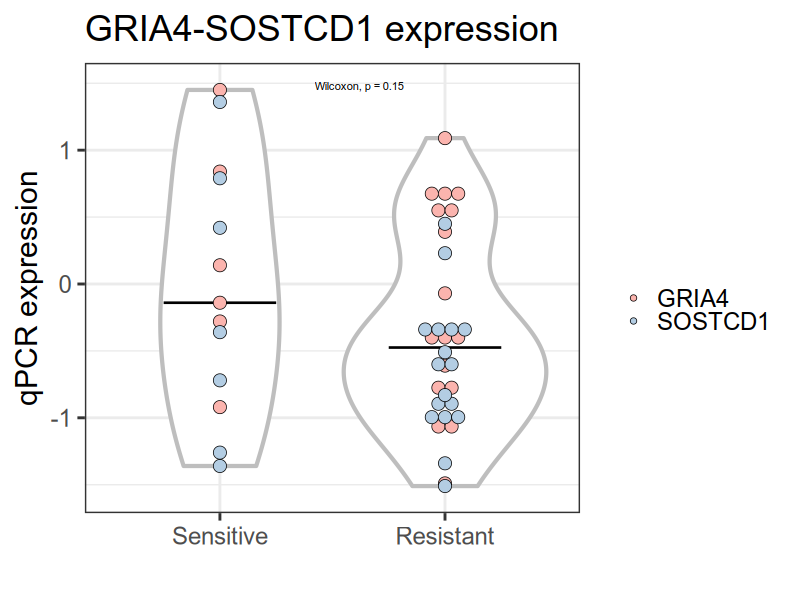 GRIA4-SOSTCD1 expression
Wilcoxon, p = 0.15
qPCR expression
1
0
-1
Sensitive
Resistant
GRIA4
SOSTCD1